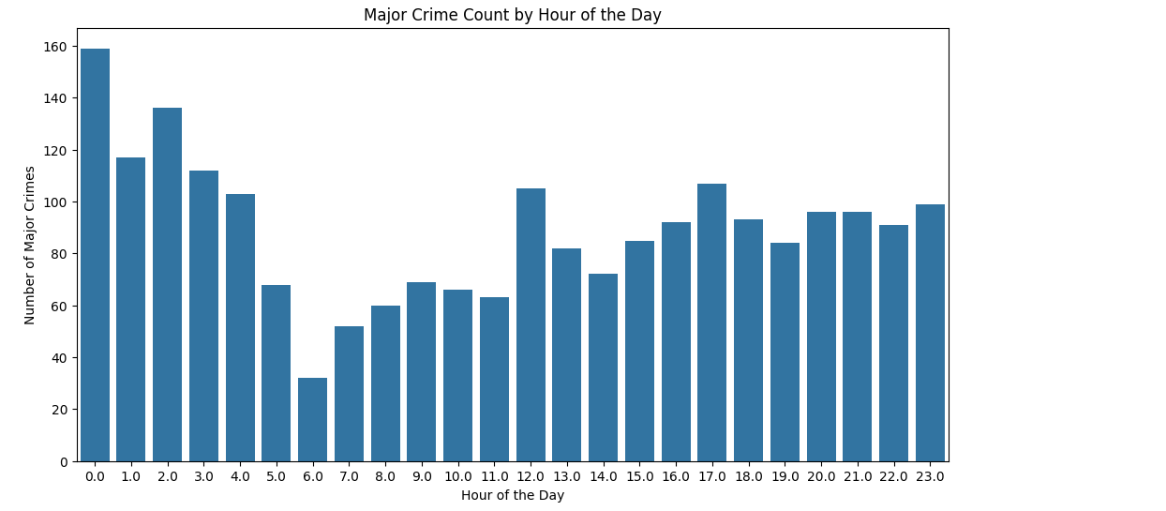 Major Crime Count by Hour of the Day
160
140
120
100
80
60
40
20
0
Number of Major Crimes
0.0 1.0 2.0 3.0 4.0 5.0 6.0 7.0 8.0 9.0 10.0 11.0 12.0 13.0 14.0 15.0 16.0 17.0 18.0 19.0 20.0 21.0 22.0 23.0
Hour of the Day